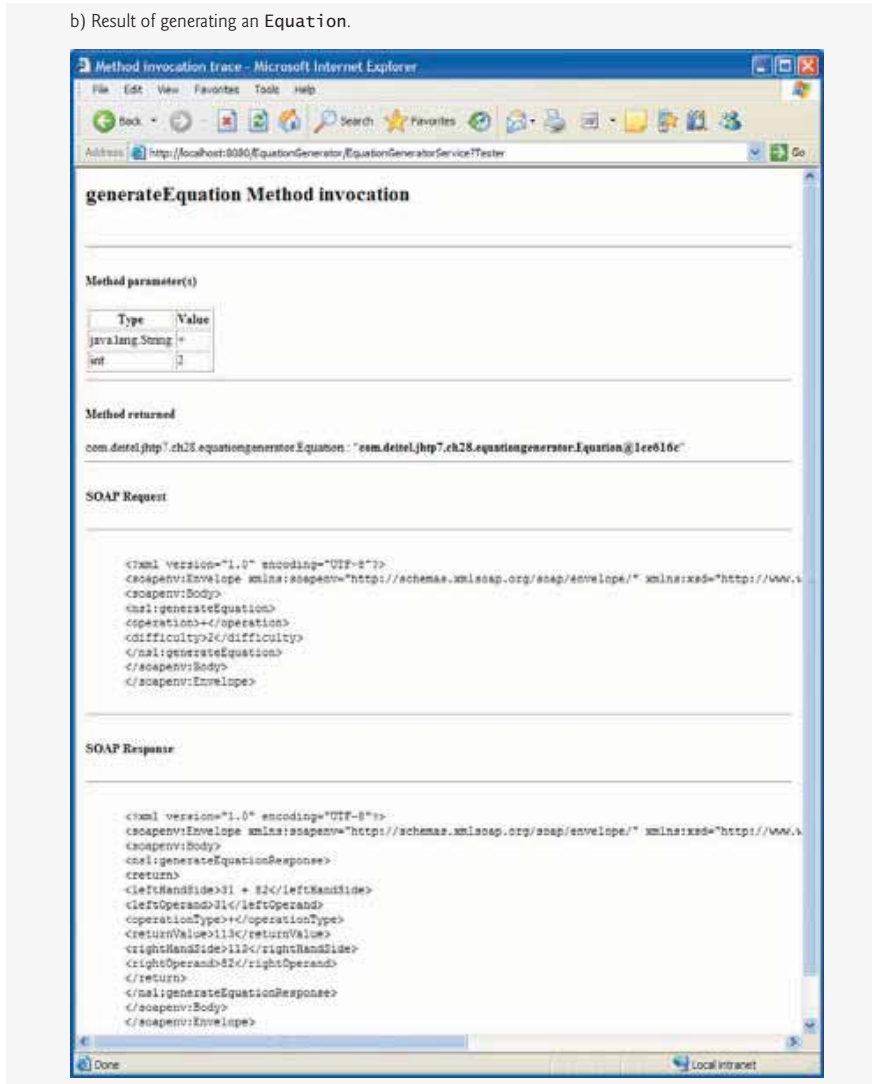 b) Result of generating an Equation.
Method invocation trace - Microsoft Internet Explorer
File Edit View Favorites Tools Help
Back Search Favorites
Address http://localhost:8080/EquationGenerator/EquationGeneratorService?Tester Go
generateEquation Method invocation
Method parameter(s)
Type Value
java.lang.String +
int 2
Method returned
com.deitel.jhtp7.ch28.equationgenerator.Equation : "com.deitel.jhtp7.ch28.equationgenerator.Equation@1ce616c"
SOAP Request
<?xml version="1.0" encoding="UTF-8"?>
<soapenv:Envelope xmlns:soapenv="http://schemas.xmlsoap.org/soap/envelope/" xmlns:xsd="http://www.
<soapenv:Body>
<ns1:generateEquation>
<operation>+</operation>
<difficulty>2</difficulty>
</ns1:generateEquation>
</soapenv:Body>
</soapenv:Envelope>
SOAP Response
<?xml version="1.0" encoding="UTF-8"?>
<soapenv:Envelope xmlns:soapenv="http://schemas.xmlsoap.org/soap/envelope/" xmlns:xsd="http://www.
<soapenv:Body>
<ns1:generateEquationResponse>
<return>
<leftHandSide>31 + 82</leftHandSide>
<leftOperand>31</leftOperand>
<operationType>+</operationType>
<returnValue>113</returnValue>
<rightHandSide>113</rightHandSide>
<rightOperand>82</rightOperand>
</return>
</ns1:generateEquationResponse>
</soapenv:Body>
</soapenv:Envelope>
Done Local intranet